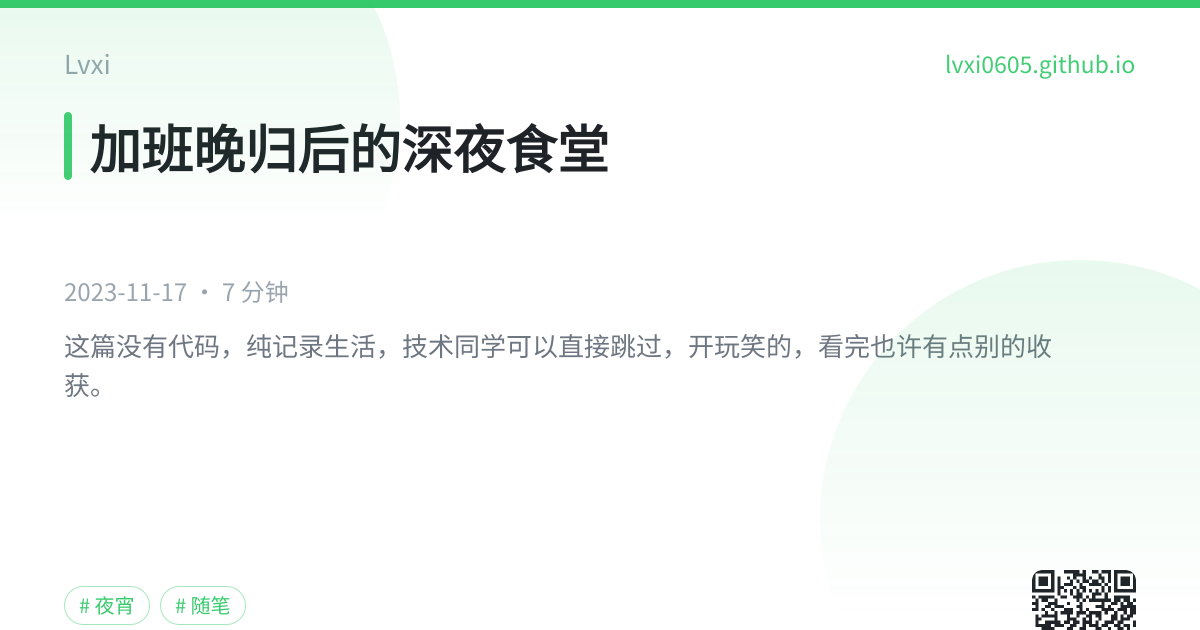 Lvxi
lvxi0605.github.io
加班晚归后的深夜食堂
2023-11-17 • 7 分钟
这篇没有代码，纯记录生活，技术同学可以直接跳过，开玩笑的，看完也许有点别的收
获。
# 夜宵
# 随笔